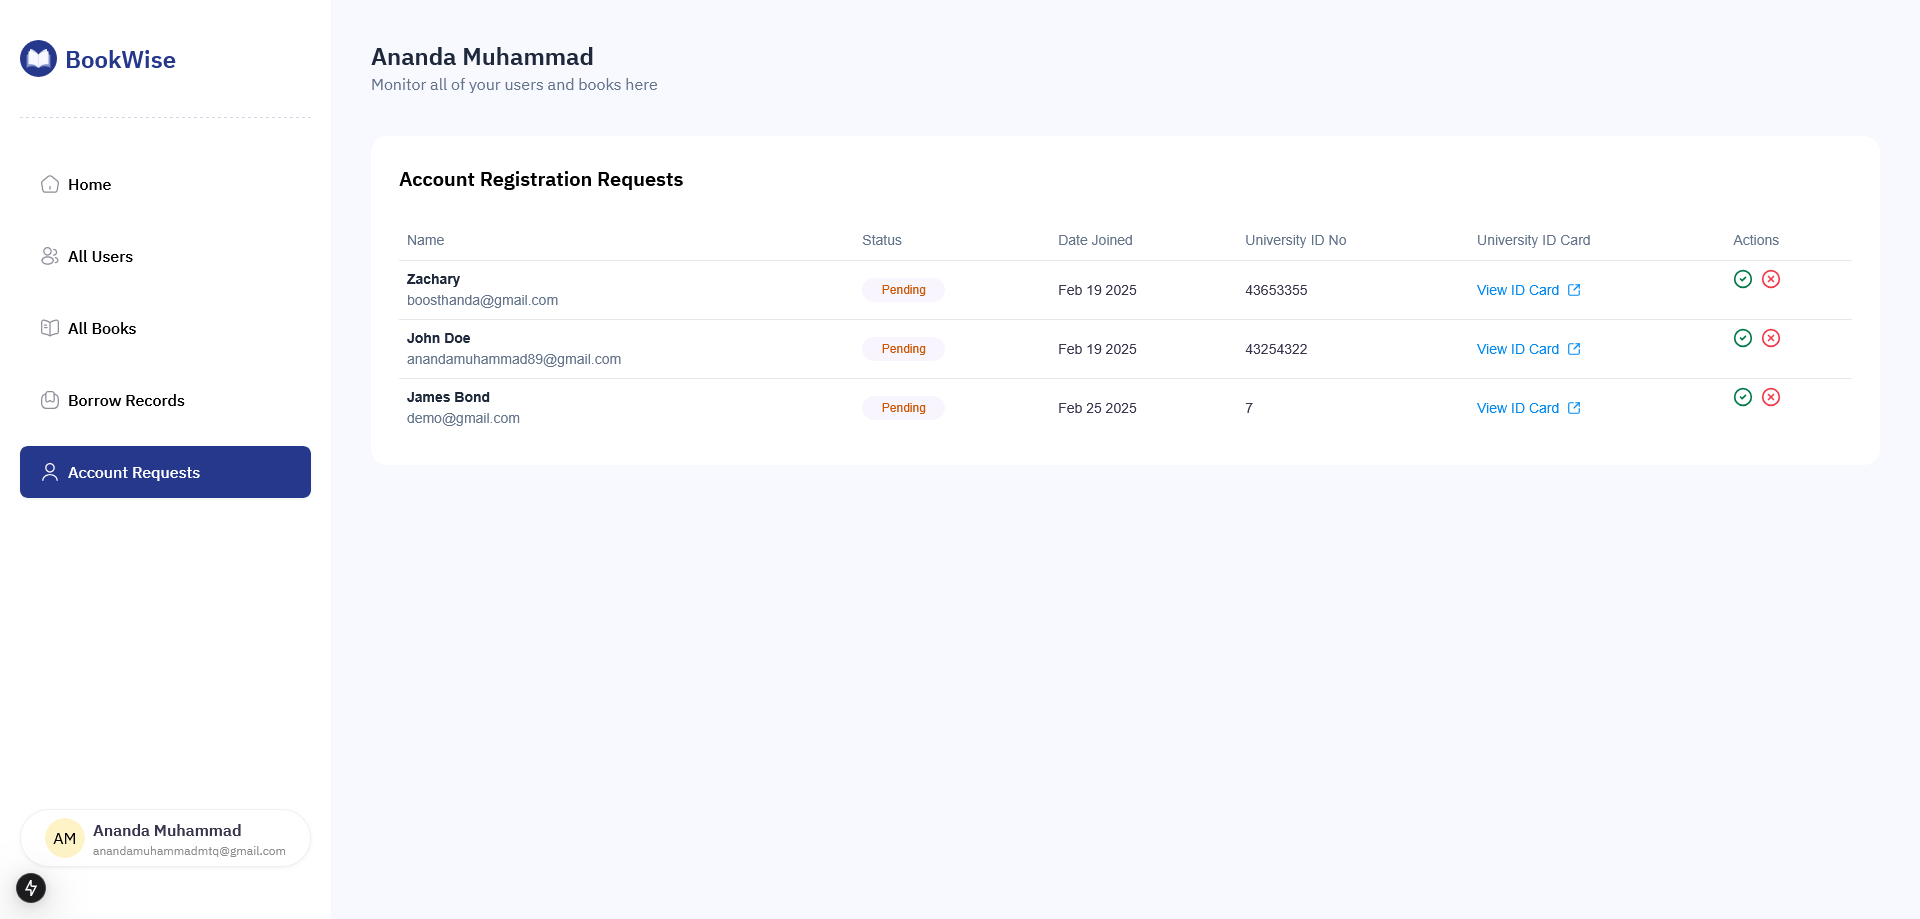 BookWise
Home
All Users
All Books
Borrow Records
Account Requests
AM
Ananda Muhammad
anandamuhammadmtq@gmail.com
Ananda Muhammad
Monitor all of your users and books here
Account Registration Requests
Name Status Date Joined University ID No University ID Card Actions
Zachary
boosthanda@gmail.com
Pending Feb 19 2025 43653355 View ID Card
John Doe
anandamuhammad89@gmail.com
Pending Feb 19 2025 43254322 View ID Card
James Bond
demo@gmail.com
Pending Feb 25 2025 7 View ID Card